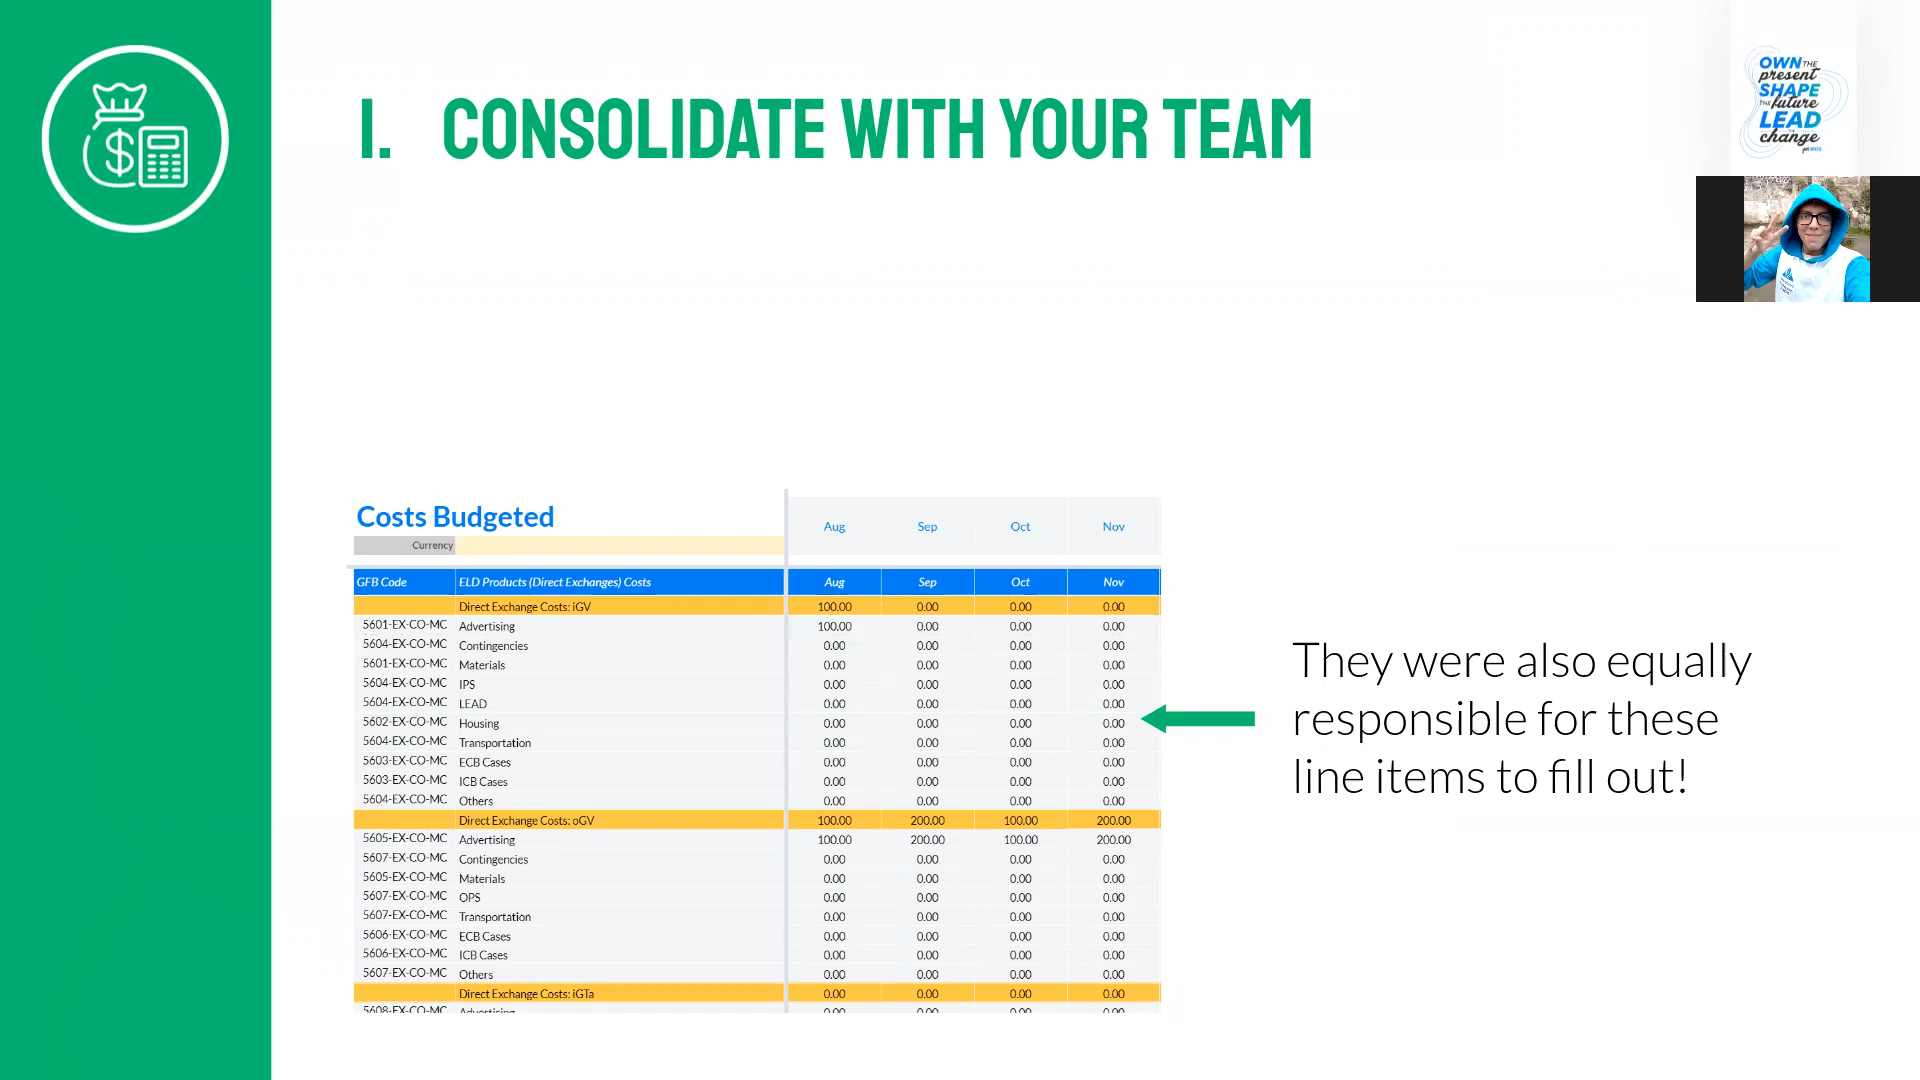 I. CONSOLIDATE WITH YOUR TEAM
OWN THE
present
SHAPE
THE future
LEAD
change
Costs Budgeted
Aug Sep Oct Nov
Currency
GFB Code ELD Products (Direct Exchanges) Costs Aug Sep Oct Nov
Direct Exchange Costs: iGV 100.00 0.00 0.00 0.00
5601-EX-CO-MC Advertising 100.00 0.00 0.00 0.00
5604-EX-CO-MC Contingencies 0.00 0.00 0.00 0.00
5601-EX-CO-MC Materials 0.00 0.00 0.00 0.00
5604-EX-CO-MC IPS 0.00 0.00 0.00 0.00
5604-EX-CO-MC LEAD 0.00 0.00 0.00 0.00
5602-EX-CO-MC Housing 0.00 0.00 0.00 0.00
5604-EX-CO-MC Transportation 0.00 0.00 0.00 0.00
5603-EX-CO-MC ECB Cases 0.00 0.00 0.00 0.00
5603-EX-CO-MC ICB Cases 0.00 0.00 0.00 0.00
5604-EX-CO-MC Others 0.00 0.00 0.00 0.00
Direct Exchange Costs: oGV 100.00 200.00 100.00 200.00
5605-EX-CO-MC Advertising 100.00 200.00 100.00 200.00
5607-EX-CO-MC Contingencies 0.00 0.00 0.00 0.00
5605-EX-CO-MC Materials 0.00 0.00 0.00 0.00
5607-EX-CO-MC OPS 0.00 0.00 0.00 0.00
5607-EX-CO-MC Transportation 0.00 0.00 0.00 0.00
5606-EX-CO-MC ECB Cases 0.00 0.00 0.00 0.00
5606-EX-CO-MC ICB Cases 0.00 0.00 0.00 0.00
5607-EX-CO-MC Others 0.00 0.00 0.00 0.00
Direct Exchange Costs: iGTa 0.00 0.00 0.00 0.00
5608-EX-CO-MC Advertising 0.00 0.00 0.00 0.00
They were also equally
responsible for these
line items to fill out!